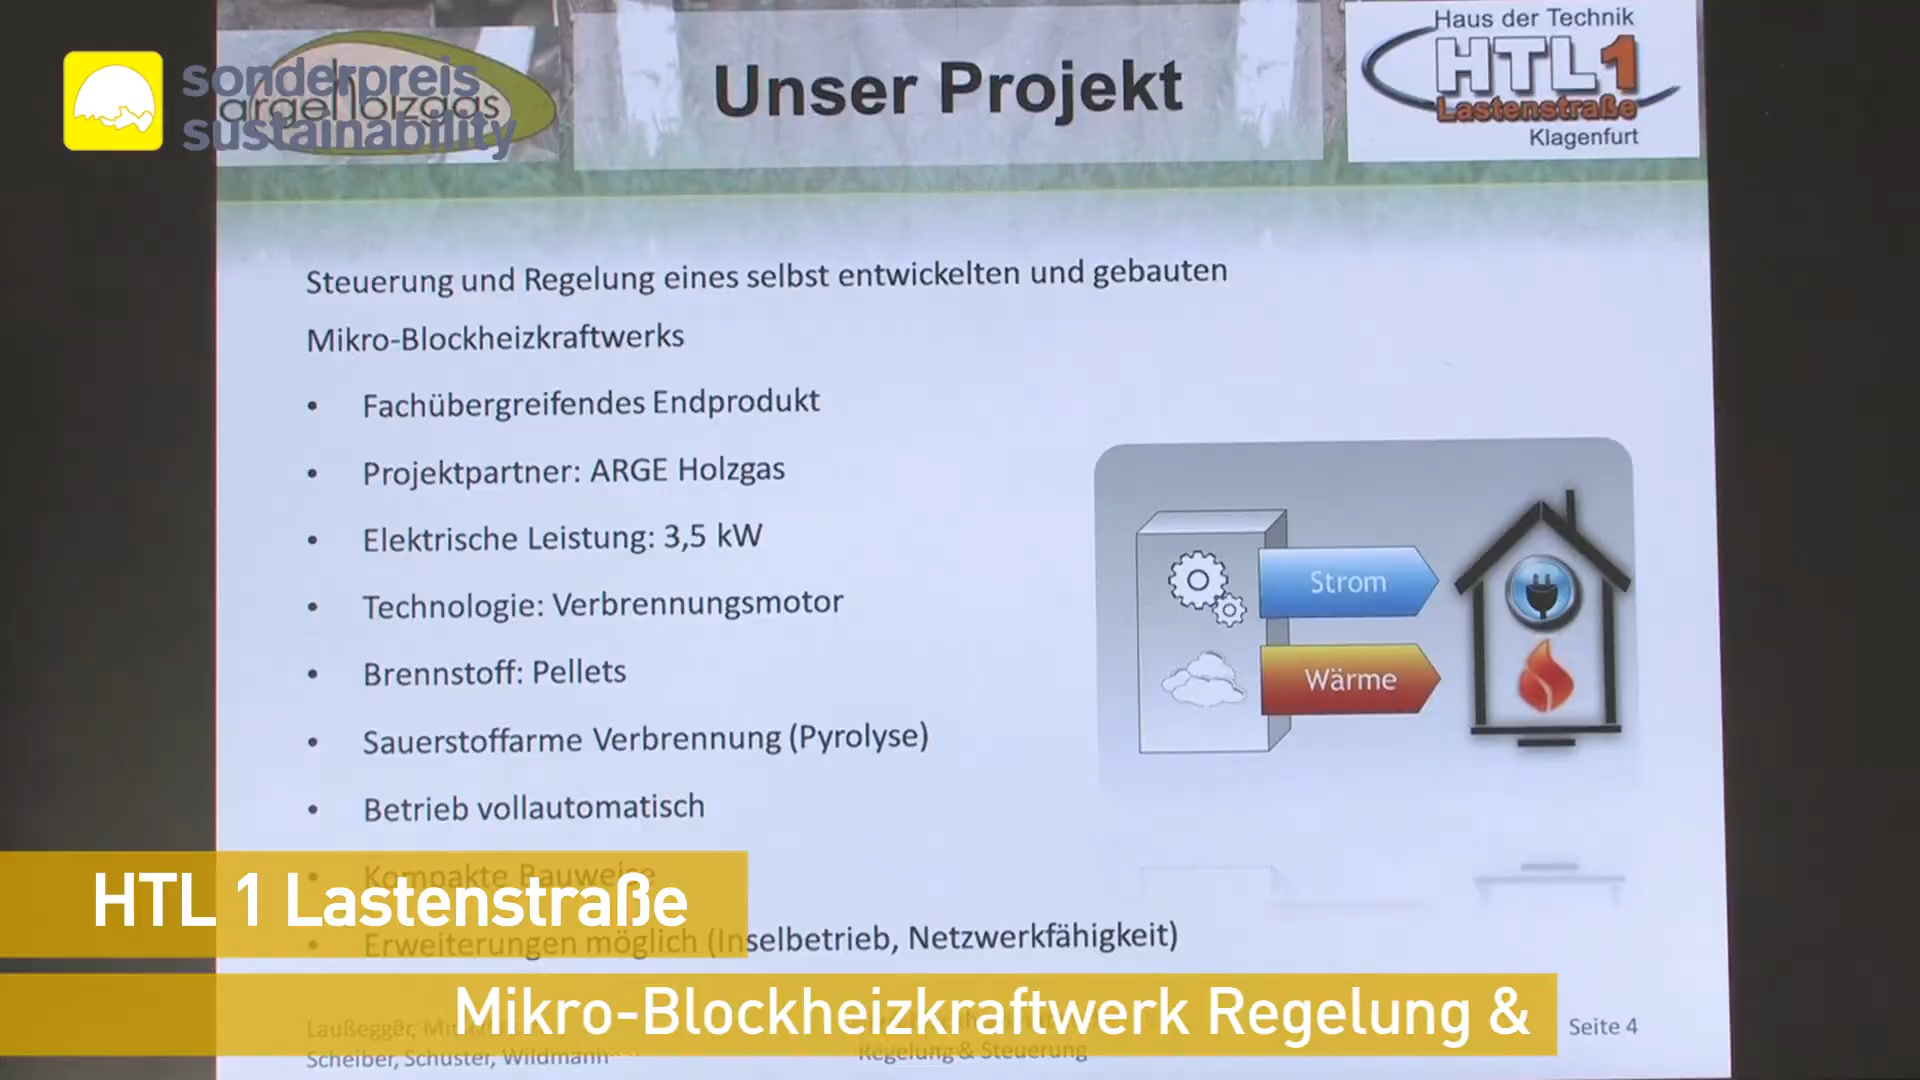 sonderpreis
sustainability
argeHolzgas
Unser Projekt
Haus der Technik
HTL1
Lastenstraße
Klagenfurt
Steuerung und Regelung eines selbst entwickelten und gebauten
Mikro-Blockheizkraftwerks
• Fachübergreifendes Endprodukt
• Projektpartner: ARGE Holzgas
• Elektrische Leistung: 3,5 kW
• Technologie: Verbrennungsmotor
• Brennstoff: Pellets
• Sauerstoffarme Verbrennung (Pyrolyse)
• Betrieb vollautomatisch
• Kompakte Bauweise
• Erweiterungen möglich (Inselbetrieb, Netzwerkfähigkeit)
Strom
Wärme
HTL 1 Lastenstraße
Mikro-Blockheizkraftwerk Regelung &
Laußegger,
Scheiber, Schuster, Wildmann
Regelung & Steuerung
Seite 4